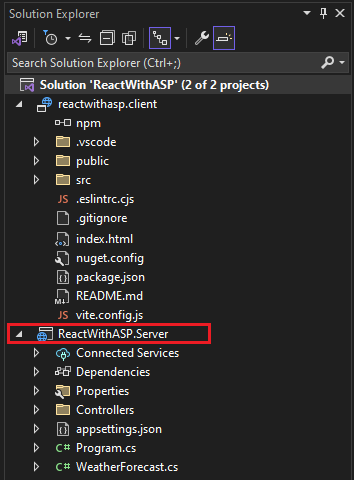 Solution Explorer
Search Solution Explorer (Ctrl+;)
Solution 'ReactWithASP' (2 of 2 projects)
reactwithasp.client
npm
.vscode
public
src
JS .eslintrc.cjs
.gitignore
index.html
nuget.config
package.json
README.md
JS vite.config.js
ReactWithASP.Server
Connected Services
Dependencies
Properties
Controllers
appsettings.json
C# Program.cs
C# WeatherForecast.cs